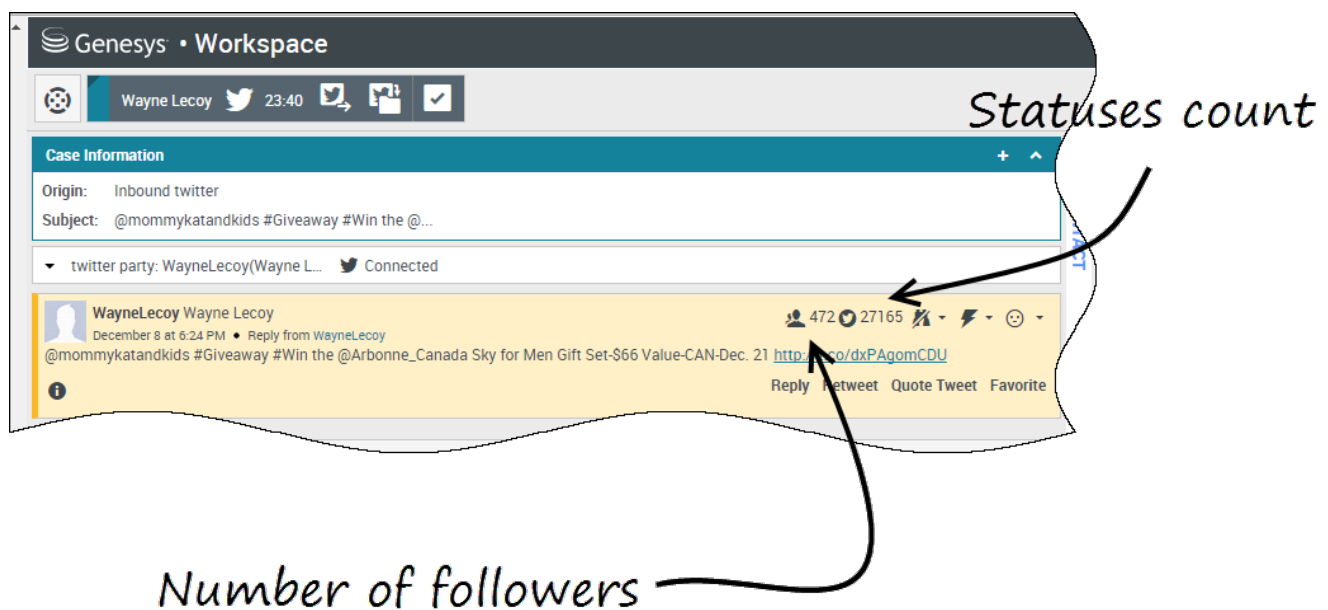 Genesys • Workspace
Wayne Lecoy 23:40
Statuses count
Case Information
Origin: Inbound twitter
Subject: @mommykatandkids #Giveaway #Win the @...
twitter party: WayneLecoy(Wayne L... Connected
WayneLecoy Wayne Lecoy
472 27165
December 8 at 6:24 PM • Reply from WayneLecoy
@mommykatandkids #Giveaway #Win the @Arbonne_Canada Sky for Men Gift Set-$66 Value-CAN-Dec. 21
Reply Retweet Quote Tweet Favorite
Number of followers